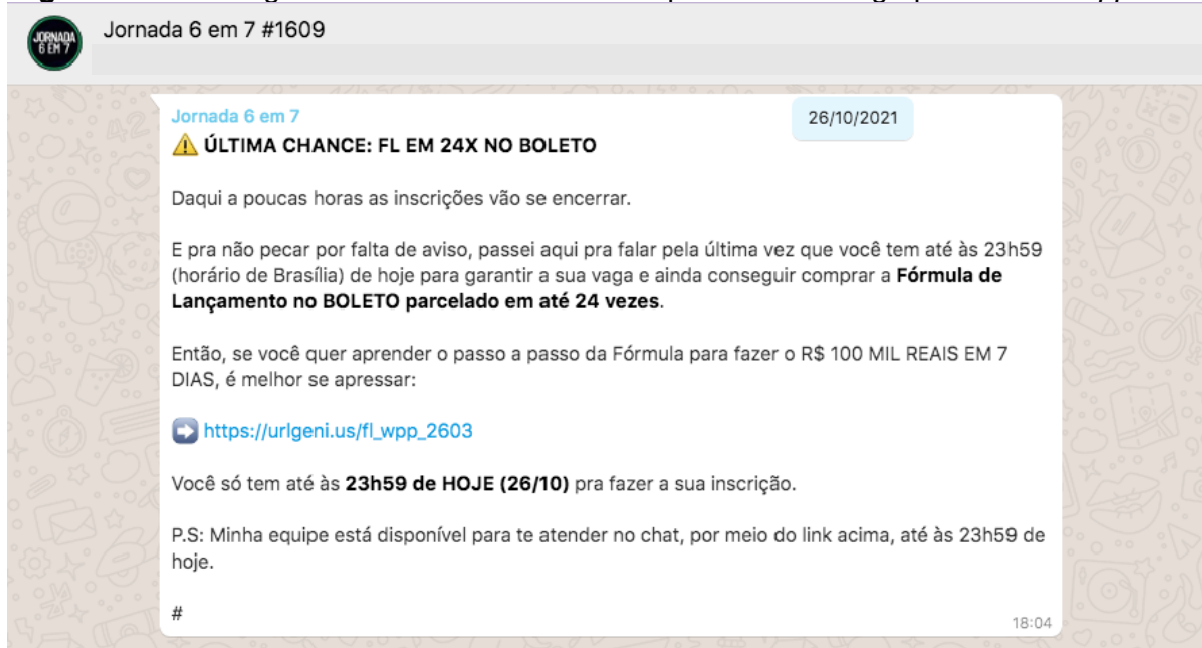 JORNADA
6 EM 7
Jornada 6 em 7 #1609
Jornada 6 em 7
26/10/2021
⚠️ ÚLTIMA CHANCE: FL EM 24X NO BOLETO
Daqui a poucas horas as inscrições vão se encerrar.
E pra não pecar por falta de aviso, passei aqui pra falar pela última vez que você tem até às 23h59
(horário de Brasília) de hoje para garantir a sua vaga e ainda conseguir comprar a Fórmula de
Lançamento no BOLETO parcelado em até 24 vezes.
Então, se você quer aprender o passo a passo da Fórmula para fazer o R$ 100 MIL REAIS EM 7
DIAS, é melhor se apressar:
➡️ https://urlgeni.us/fl_wpp_2603
Você só tem até às 23h59 de HOJE (26/10) pra fazer a sua inscrição.
P.S: Minha equipe está disponível para te atender no chat, por meio do link acima, até às 23h59 de
hoje.
#
18:04